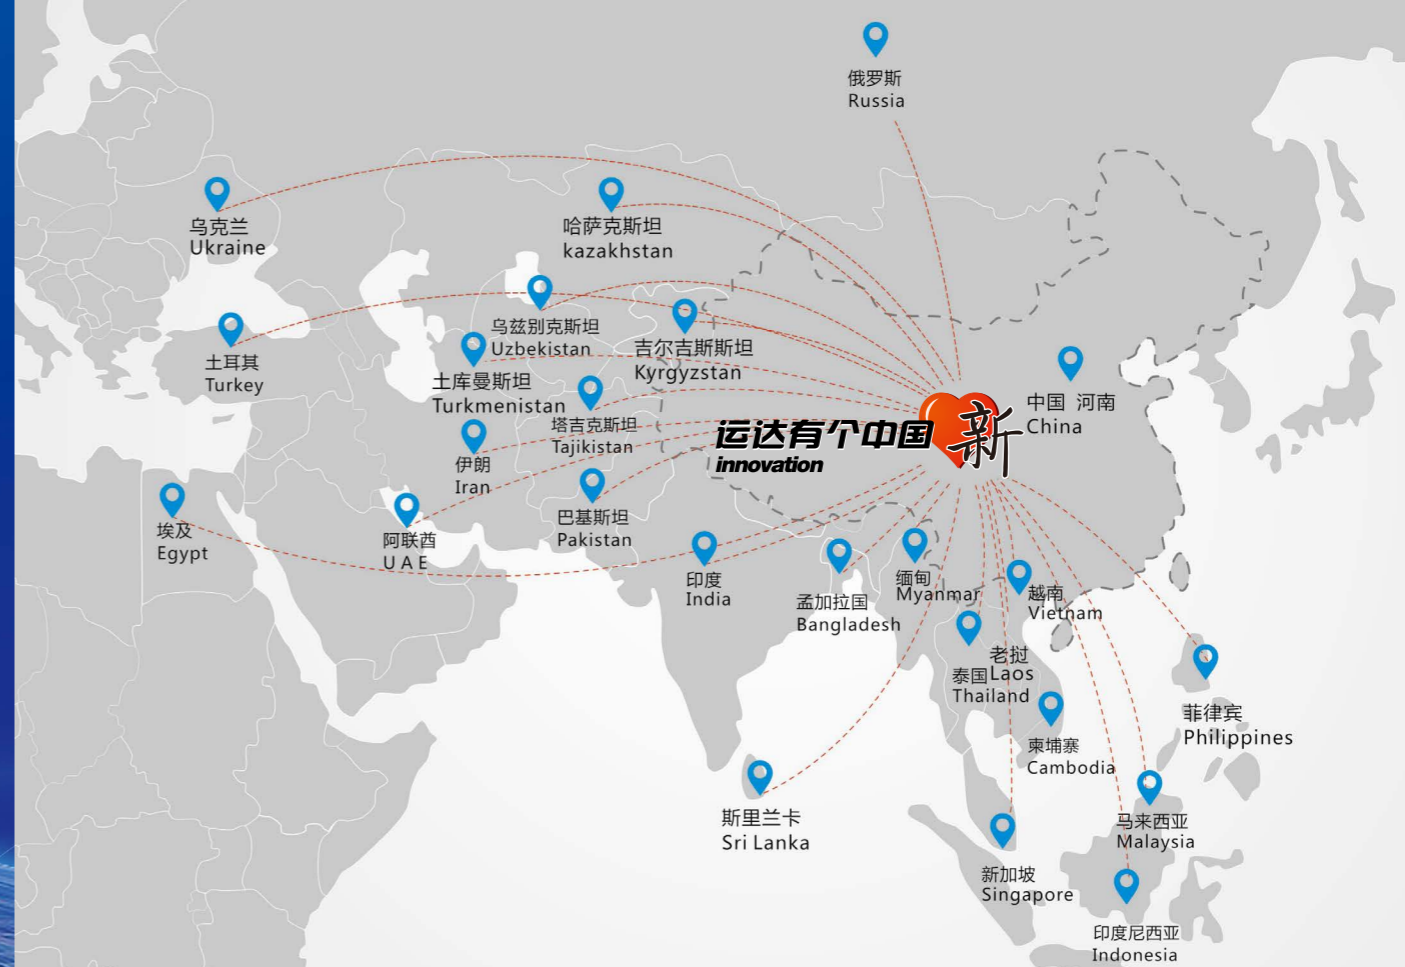 俄罗斯
Russia
乌克兰
Ukraine
哈萨克斯坦
kazakhstan
乌兹别克斯坦
Uzbekistan
吉尔吉斯斯坦
Kyrgyzstan
土耳其
Turkey
土库曼斯坦
Turkmenistan
中国 河南
China
塔吉克斯坦
Tajikistan
运达有个中国新
innovation
伊朗
Iran
巴基斯坦
Pakistan
埃及
Egypt
阿联酋
UAE
印度
India
孟加拉国
Bangladesh
缅甸
Myanmar
越南
Vietnam
老挝
Laos
泰国
Thailand
菲律宾
Philippines
柬埔寨
Cambodia
斯里兰卡
Sri Lanka
马来西亚
Malaysia
新加坡
Singapore
印度尼西亚
Indonesia